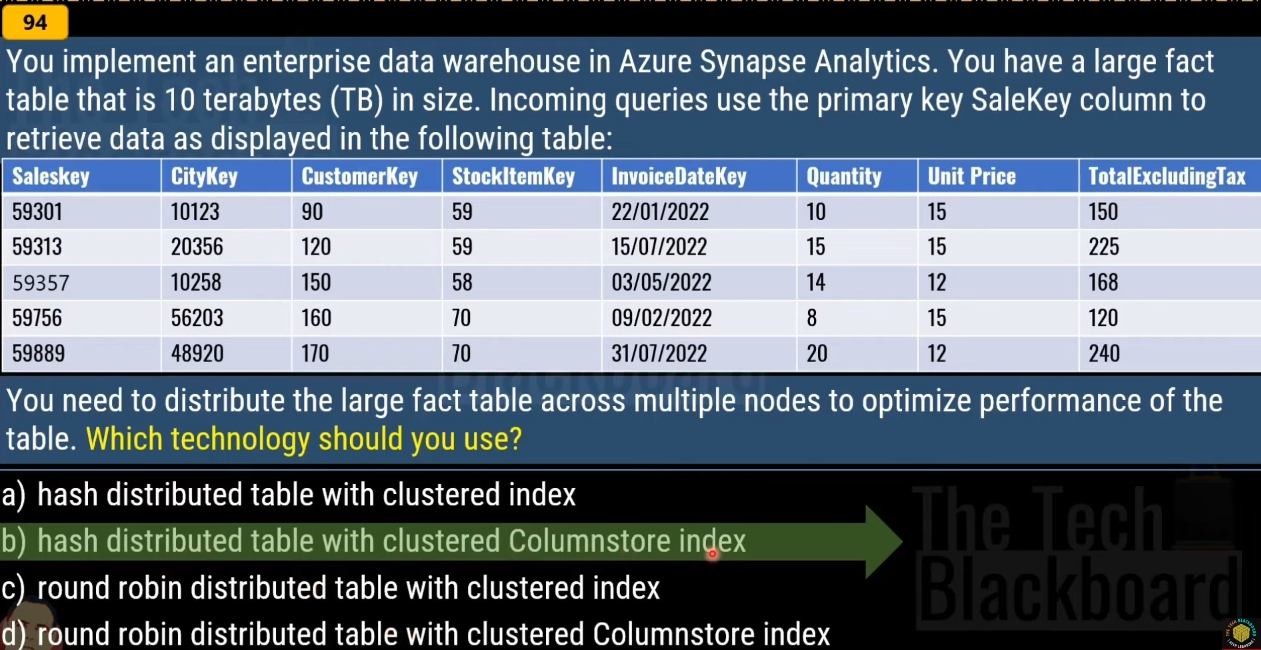 94
You implement an enterprise data warehouse in Azure Synapse Analytics. You have a large fact
table that is 10 terabytes (TB) in size. Incoming queries use the primary key SaleKey column to
retrieve data as displayed in the following table:
Saleskey CityKey CustomerKey StockItemKey InvoiceDateKey Quantity Unit Price TotalExcludingTax
59301 10123 90 59 22/01/2022 10 15 150
59313 20356 120 59 15/07/2022 15 15 225
59357 10258 150 58 03/05/2022 14 12 168
59756 56203 160 70 09/02/2022 8 15 120
59889 48920 170 70 31/07/2022 20 12 240
You need to distribute the large fact table across multiple nodes to optimize performance of the
table. Which technology should you use?
a) hash distributed table with clustered index
b) hash distributed table with clustered Columnstore index
c) round robin distributed table with clustered index
d) round robin distributed table with clustered Columnstore index
The Tech
Blackboard